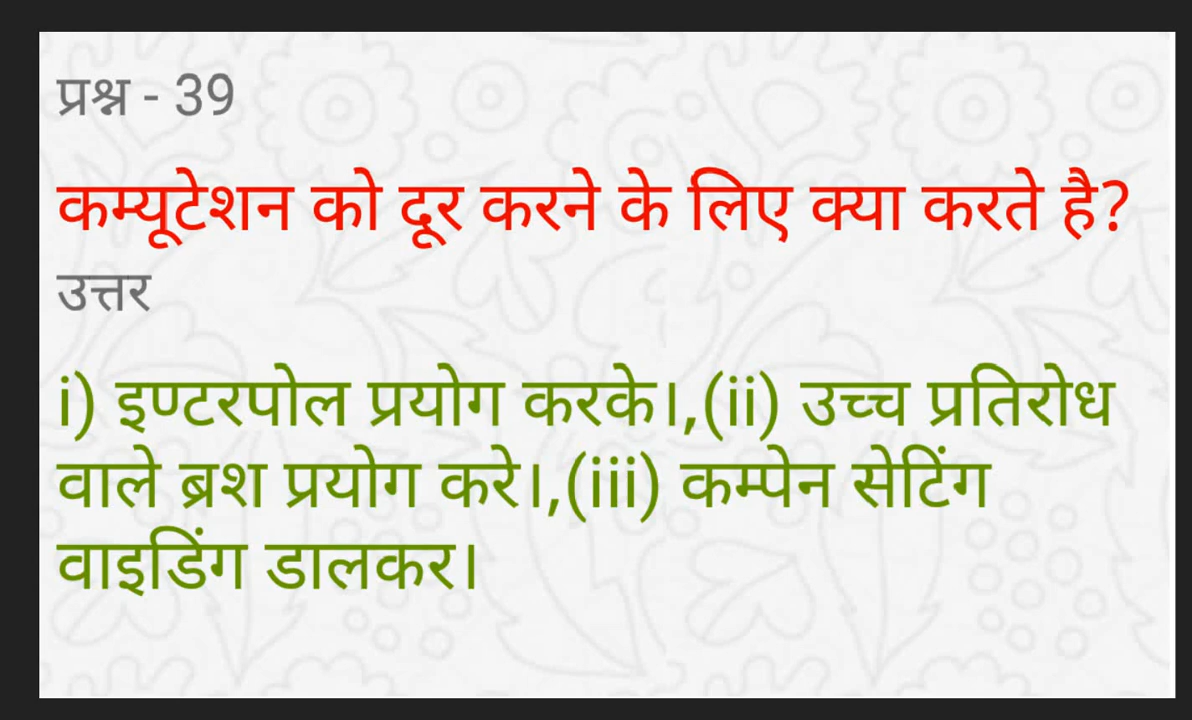 प्रश्न - 39
कम्यूटेशन को दूर करने के लिए क्या करते है?
उत्तर
i) इण्टरपोल प्रयोग करके।,(ii) उच्च प्रतिरोध
वाले ब्रश प्रयोग करे।,(iii) कम्पेन सेटिंग
वाइडिंग डालकर।